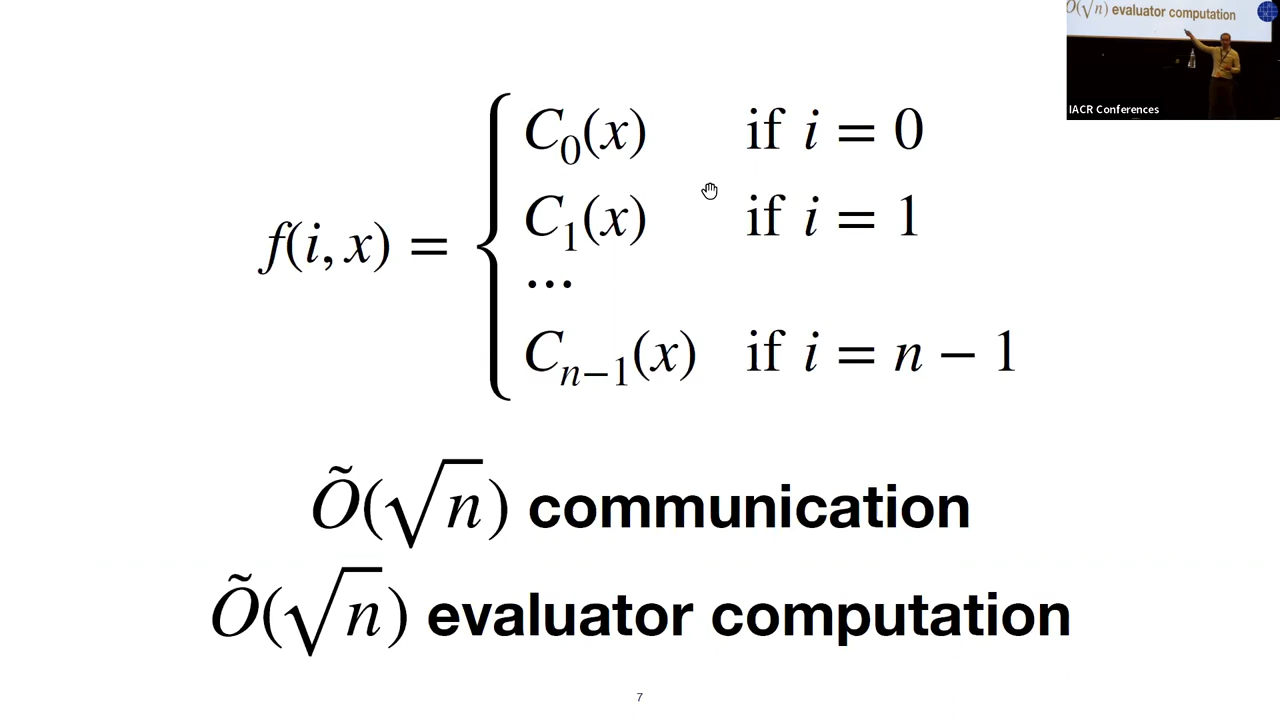 Õ(√n) evaluator computation
IACR Conferences
f(i, x) =
C₀(x) if i = 0
C₁(x) if i = 1
...
Cₙ₋₁(x) if i = n − 1
Õ(√n) communication
Õ(√n) evaluator computation
7